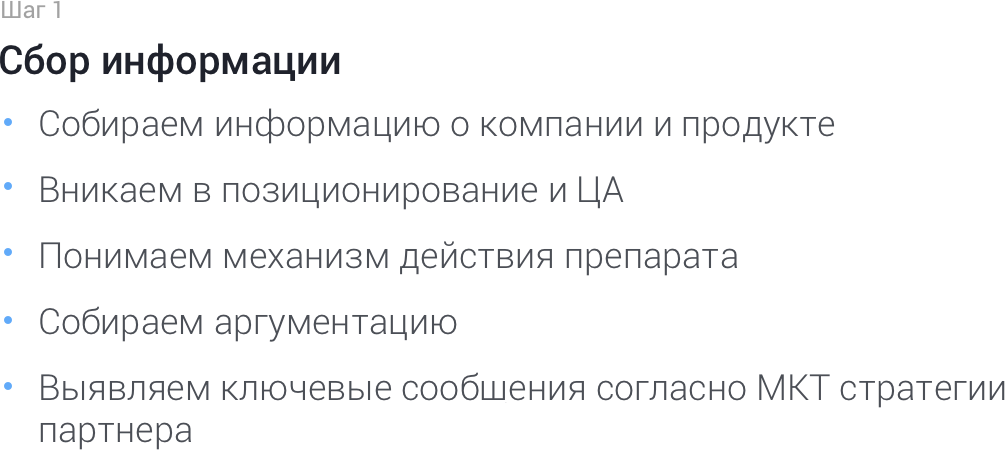 Шаг 1
Сбор информации
• Собираем информацию о компании и продукте
• Вникаем в позиционирование и ЦА
• Понимаем механизм действия препарата
• Собираем аргументацию
• Выявляем ключевые сообшения согласно МКТ стратегии
партнера